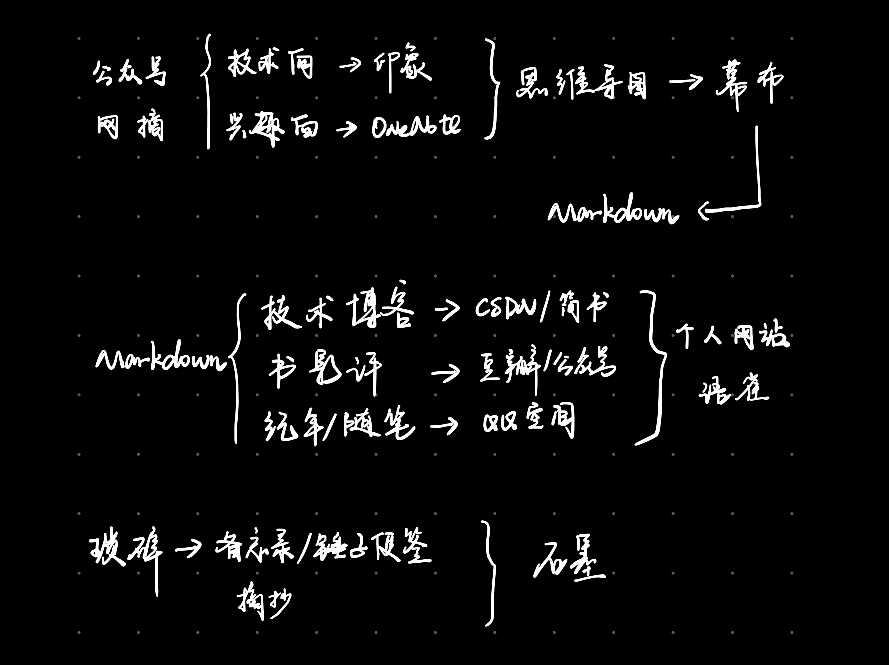 公众号 { 技术向 → 印象 } 思维导图 → 幕布
网摘 { 兴趣向 → OneNote }
Markdown ←
技术博客 → CSDN/简书
Markdown { 书影评 → 豆瓣/公众号 } 个人网站
语雀
纪年/随笔 → QQ空间
琐碎 → 备忘录/锤子便签 } 石墨
摘抄